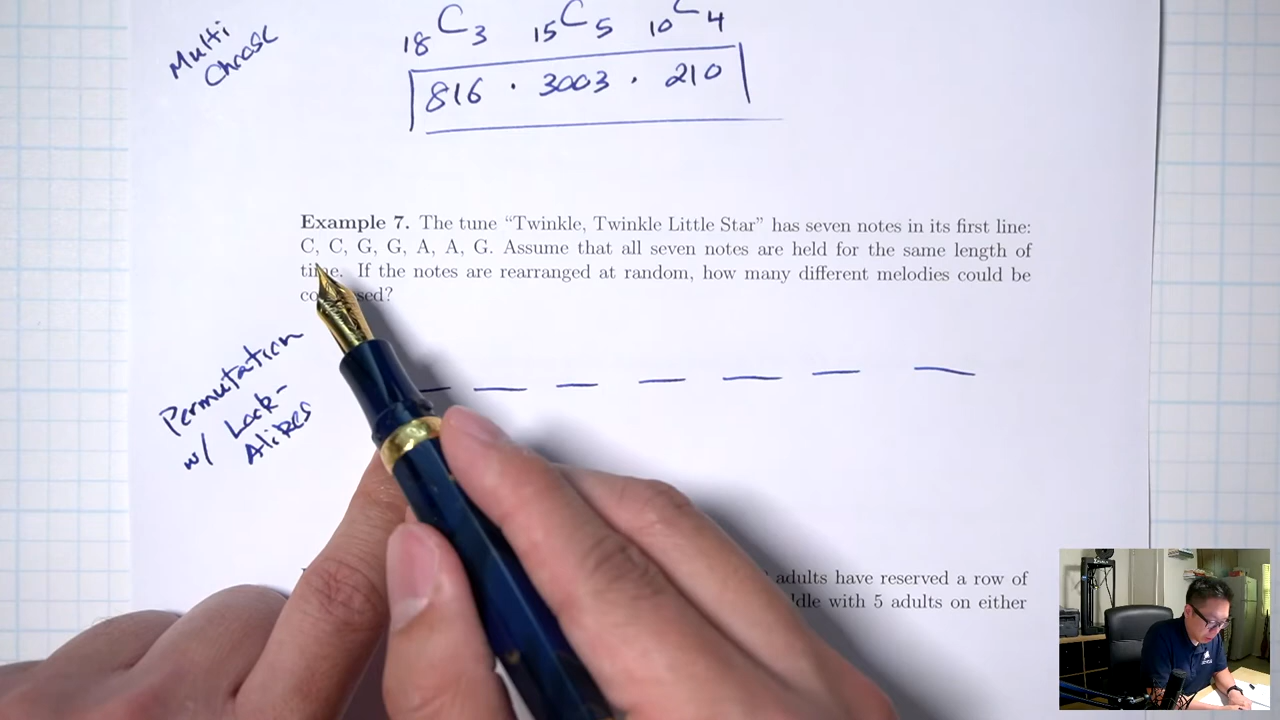 Multi
Choose
18C3 15C5 10C4
816 · 3003 · 210
Example 7. The tune “Twinkle, Twinkle Little Star” has seven notes in its first line:
C, C, G, G, A, A, G. Assume that all seven notes are held for the same length of
time. If the notes are rearranged at random, how many different melodies could be
Permutation
w/ Look-
Alikes
adults have reserved a row of
with 5 adults on either